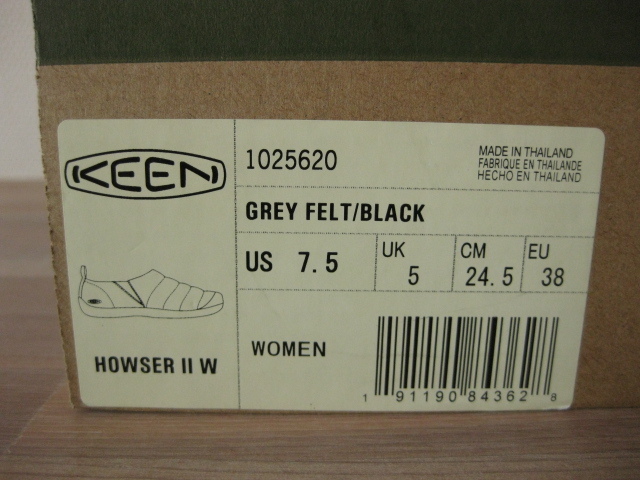 KEEN
1025620
MADE IN THAILAND
FABRIQUE EN THAILANDE
HECHO EN THAILAND
GREY FELT/BLACK
US 7.5
UK 5
CM 24.5
EU 38
HOWSER II W
WOMEN
1 91190 84362 8